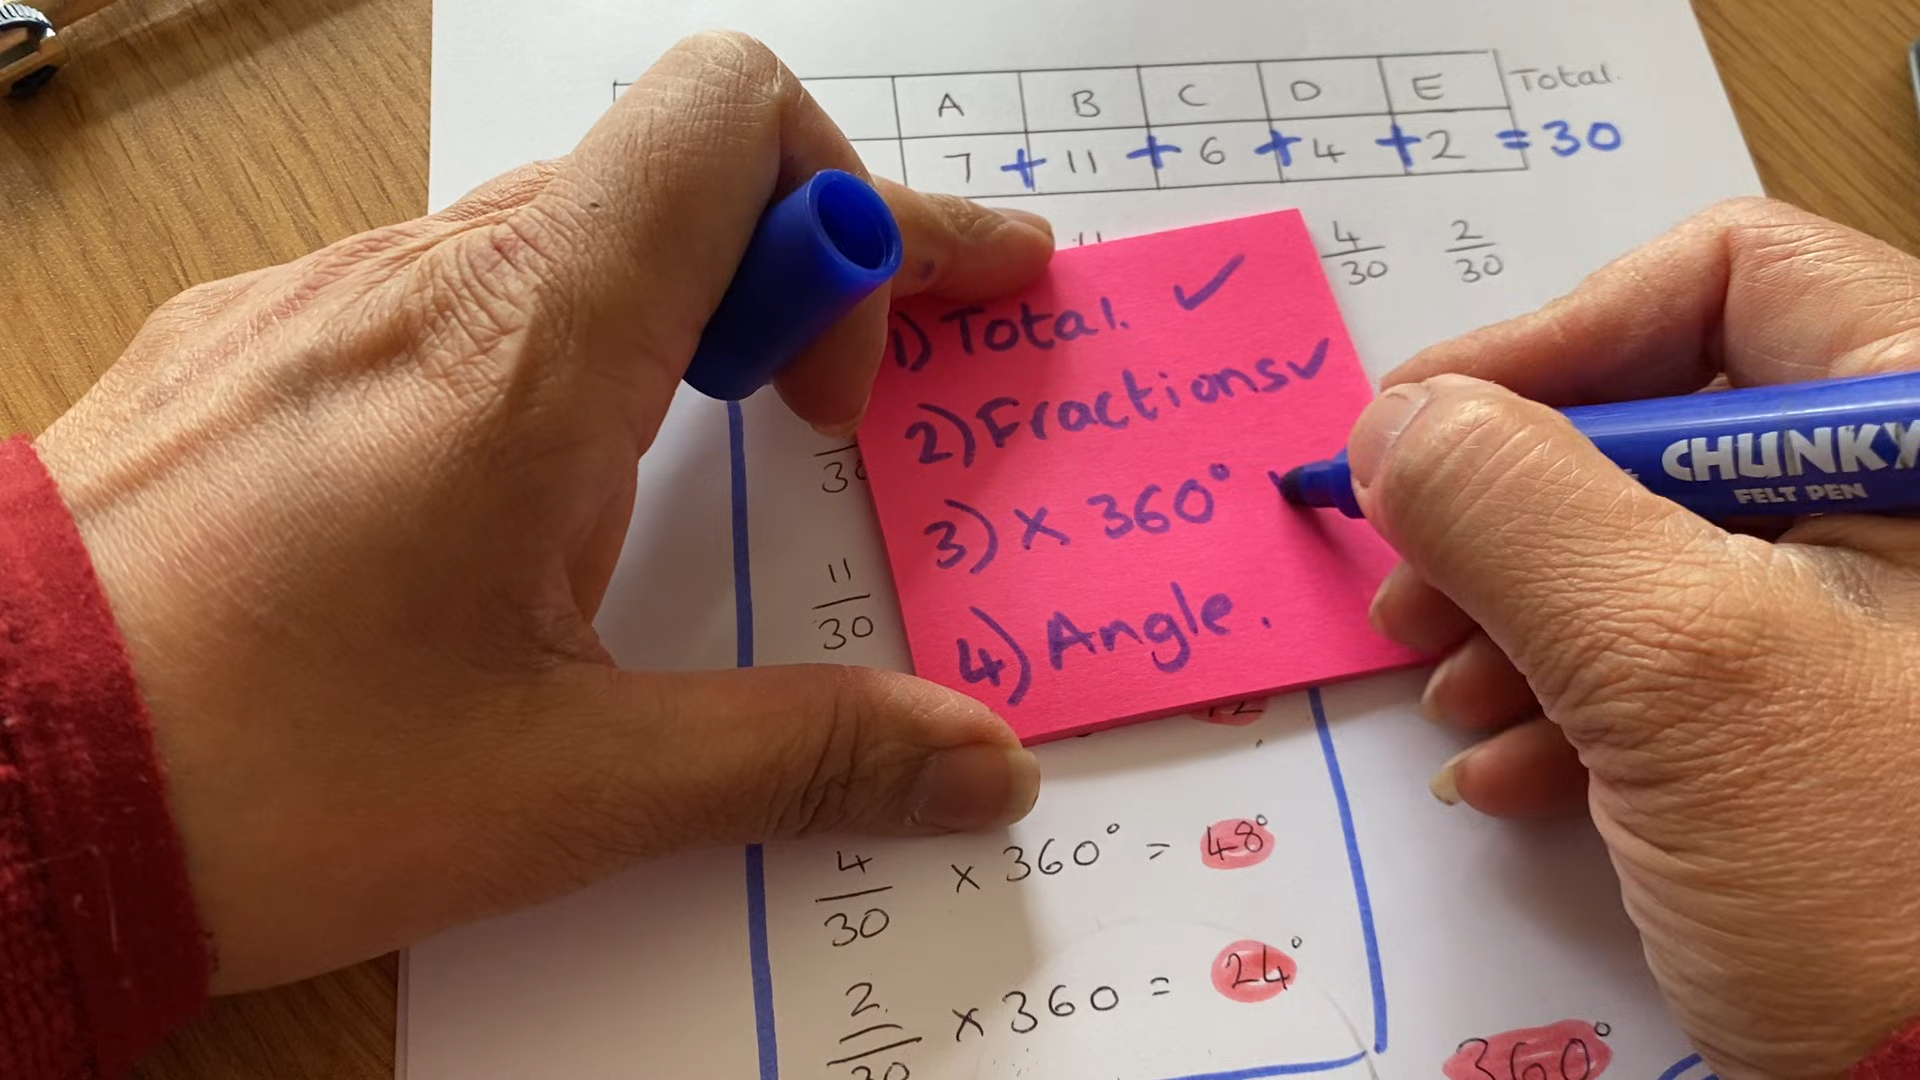 A B C D E Total.
7 + 11 + 6 + 4 + 2 = 30
4/30 2/30
1) Total. ✓
2) Fractions ✓
3) × 360°
4) Angle.
11/30
4/30 × 360° = 48°
2/30 × 360 = 24°
360°
CHUNKY
FELT PEN